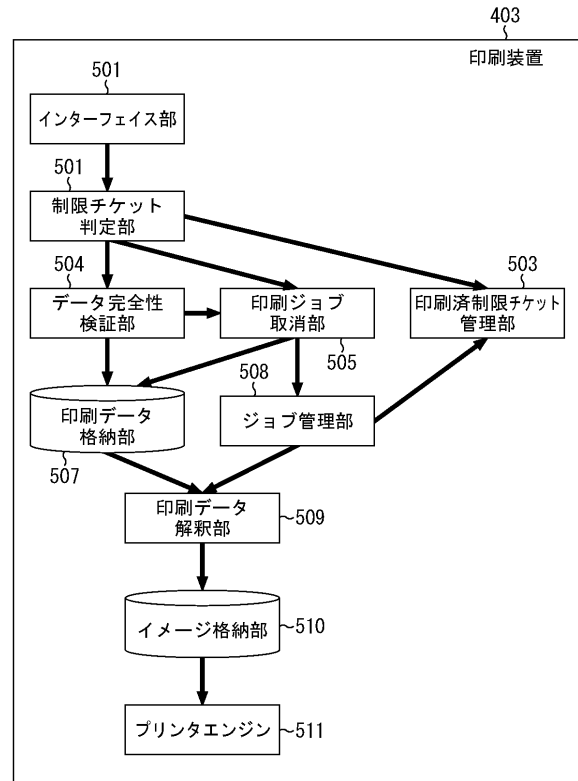 403
印刷装置
501
インターフェイス部
501
制限チケット
判定部
504
データ完全性
検証部
印刷ジョブ
取消部
505
503
印刷済制限チケット
管理部
印刷データ
格納部
507
508
ジョブ管理部
印刷データ
解釈部
509
イメージ格納部
510
プリンタエンジン
511